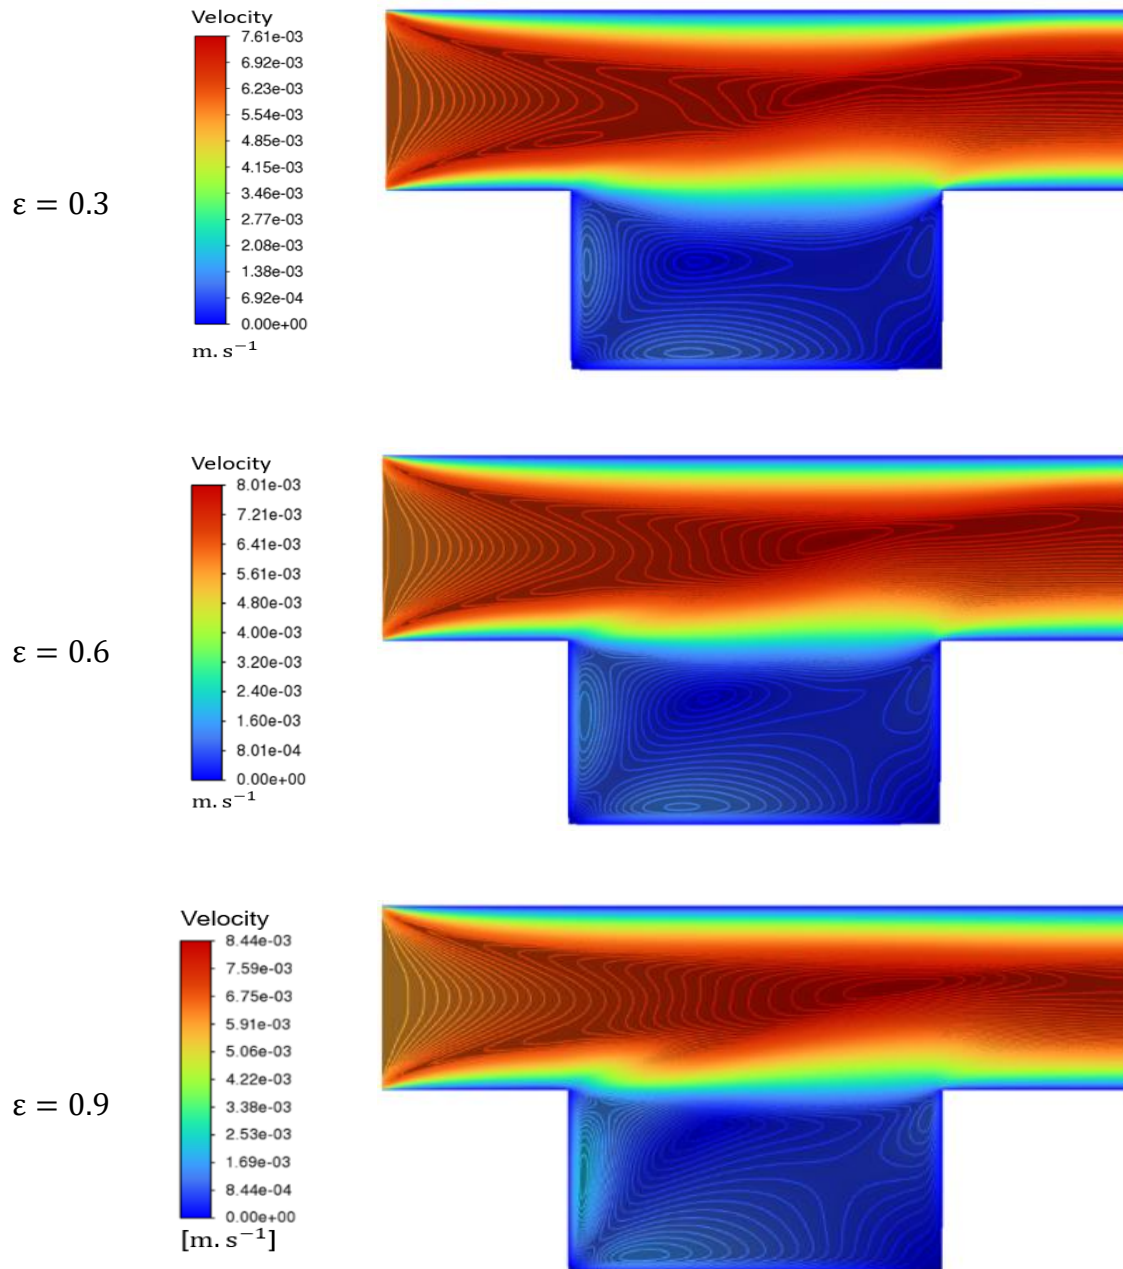 Velocity
7.61e-03
6.92e-03
6.23e-03
5.54e-03
4.85e-03
4.15e-03
3.46e-03
2.77e-03
2.08e-03
1.38e-03
6.92e-04
0.00e+00
m. s⁻¹
ε = 0.3
Velocity
8.01e-03
7.21e-03
6.41e-03
5.61e-03
4.80e-03
4.00e-03
3.20e-03
2.40e-03
1.60e-03
8.01e-04
0.00e+00
m. s⁻¹
ε = 0.6
Velocity
8.44e-03
7.59e-03
6.75e-03
5.91e-03
5.06e-03
4.22e-03
3.38e-03
2.53e-03
1.69e-03
8.44e-04
0.00e+00
[m. s⁻¹]
ε = 0.9